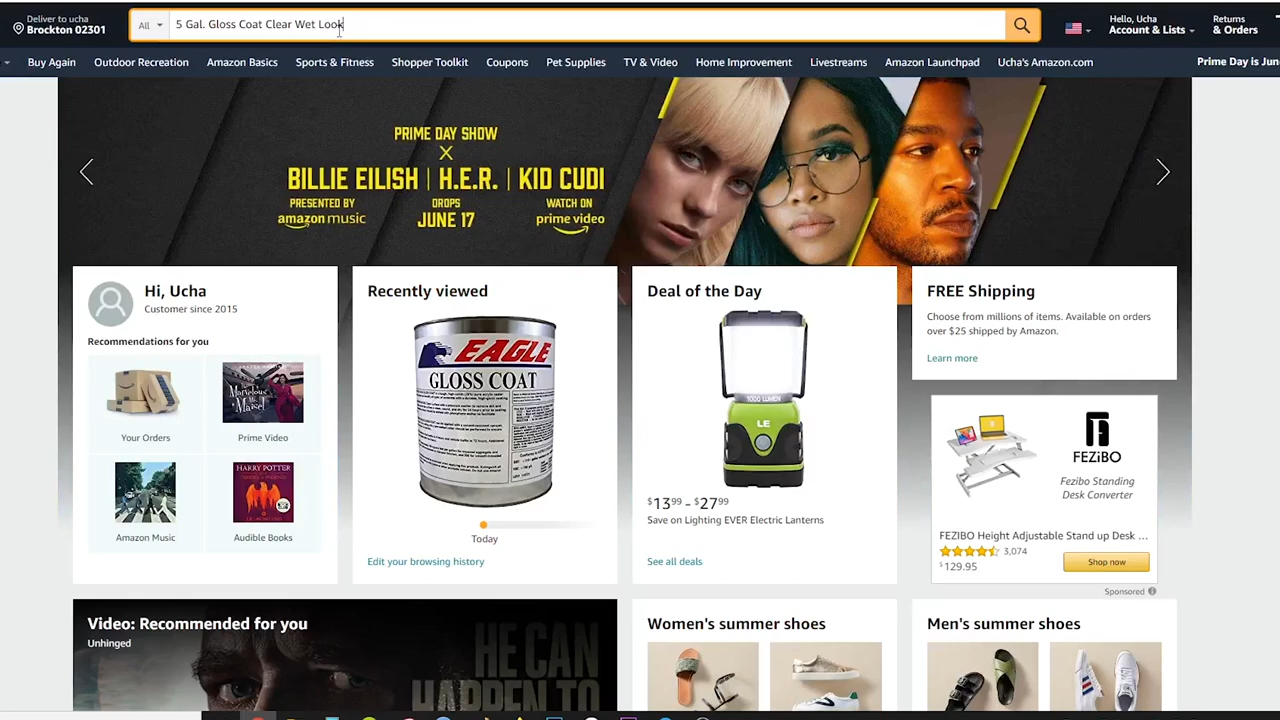 Deliver to ucha
Brockton 02301
All
5 Gal. Gloss Coat Clear Wet Look
Hello, Ucha
Account & Lists
Returns
& Orders
Buy Again
Outdoor Recreation
Amazon Basics
Sports & Fitness
Shopper Toolkit
Coupons
Pet Supplies
TV & Video
Home Improvement
Livestreams
Amazon Launchpad
Ucha's Amazon.com
Prime Day is Jun
PRIME DAY SHOW
X
BILLIE EILISH | H.E.R. | KID CUDI
PRESENTED BY
amazon music
DROPS
JUNE 17
WATCH ON
prime video
Hi, Ucha
Customer since 2015
Recommendations for you
Your Orders
Prime Video
HARRY POTTER
Amazon Music
Audible Books
Recently viewed
EAGLE
GLOSS COAT
Today
Edit your browsing history
Deal of the Day
1000 LUMEN
LE
$13.99 - $27.99
Save on Lighting EVER Electric Lanterns
See all deals
FREE Shipping
Choose from millions of items. Available on orders
over $25 shipped by Amazon.
Learn more
FEZIBO
Fezibo Standing
Desk Converter
FEZIBO Height Adjustable Stand up Desk ...
3,074
$129.95
Shop now
Sponsored
Video: Recommended for you
Unhinged
HE CAN
HAPPEN TO
Women's summer shoes
Men's summer shoes